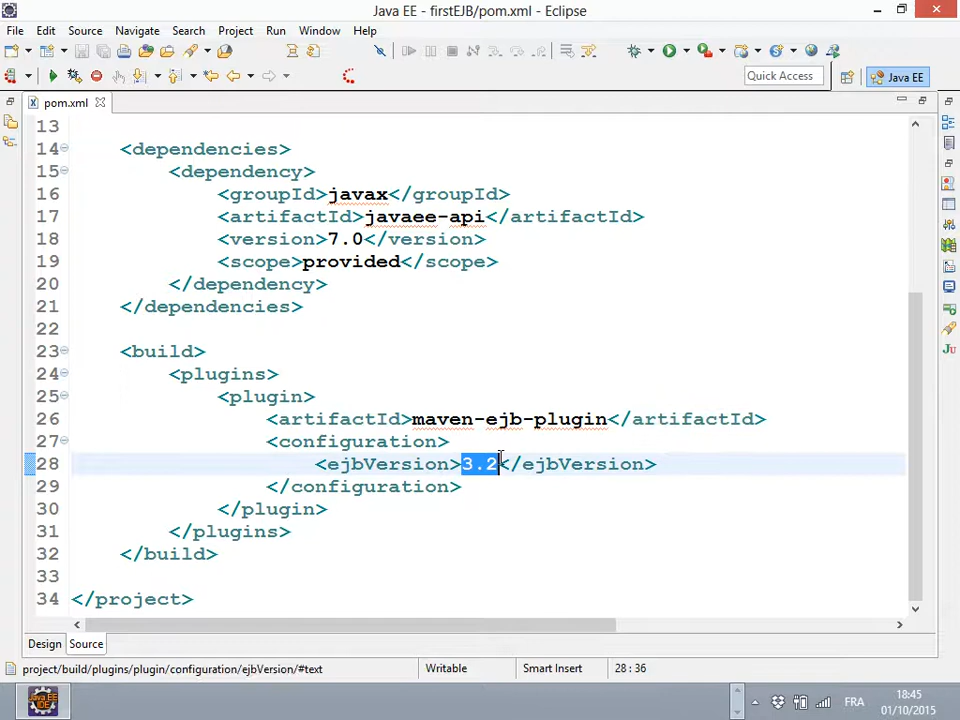 Java EE - firstEJB/pom.xml - Eclipse
File Edit Source Navigate Search Project Run Window Help
Quick Access
Java EE
pom.xml
13
14 <dependencies>
15 <dependency>
16 <groupId>javax</groupId>
17 <artifactId>javaee-api</artifactId>
18 <version>7.0</version>
19 <scope>provided</scope>
20 </dependency>
21 </dependencies>
22
23 <build>
24 <plugins>
25 <plugin>
26 <artifactId>maven-ejb-plugin</artifactId>
27 <configuration>
28 <ejbVersion>3.2</ejbVersion>
29 </configuration>
30 </plugin>
31 </plugins>
32 </build>
33
34 </project>
Design Source
project/build/plugins/plugin/configuration/ejbVersion/#text
Writable
Smart Insert
28 : 36
Java EE
IDE
FRA
18:45
01/10/2015